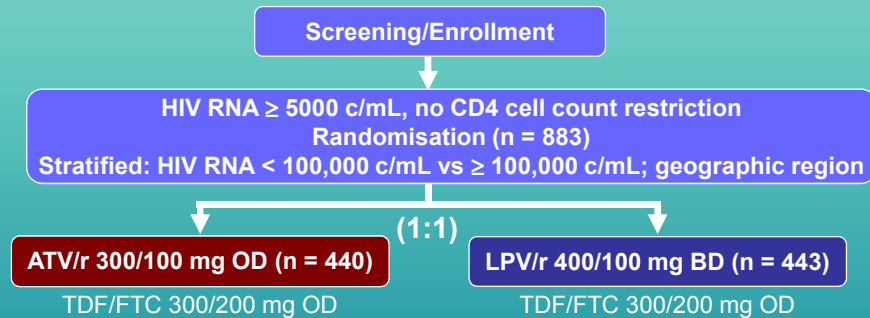 Screening/Enrollment
HIV RNA ≥ 5000 c/mL, no CD4 cell count restriction
Randomisation (n = 883)
Stratified: HIV RNA < 100,000 c/mL vs ≥ 100,000 c/mL; geographic region
(1:1)
ATV/r 300/100 mg OD (n = 440)
LPV/r 400/100 mg BD (n = 443)
TDF/FTC 300/200 mg OD
TDF/FTC 300/200 mg OD